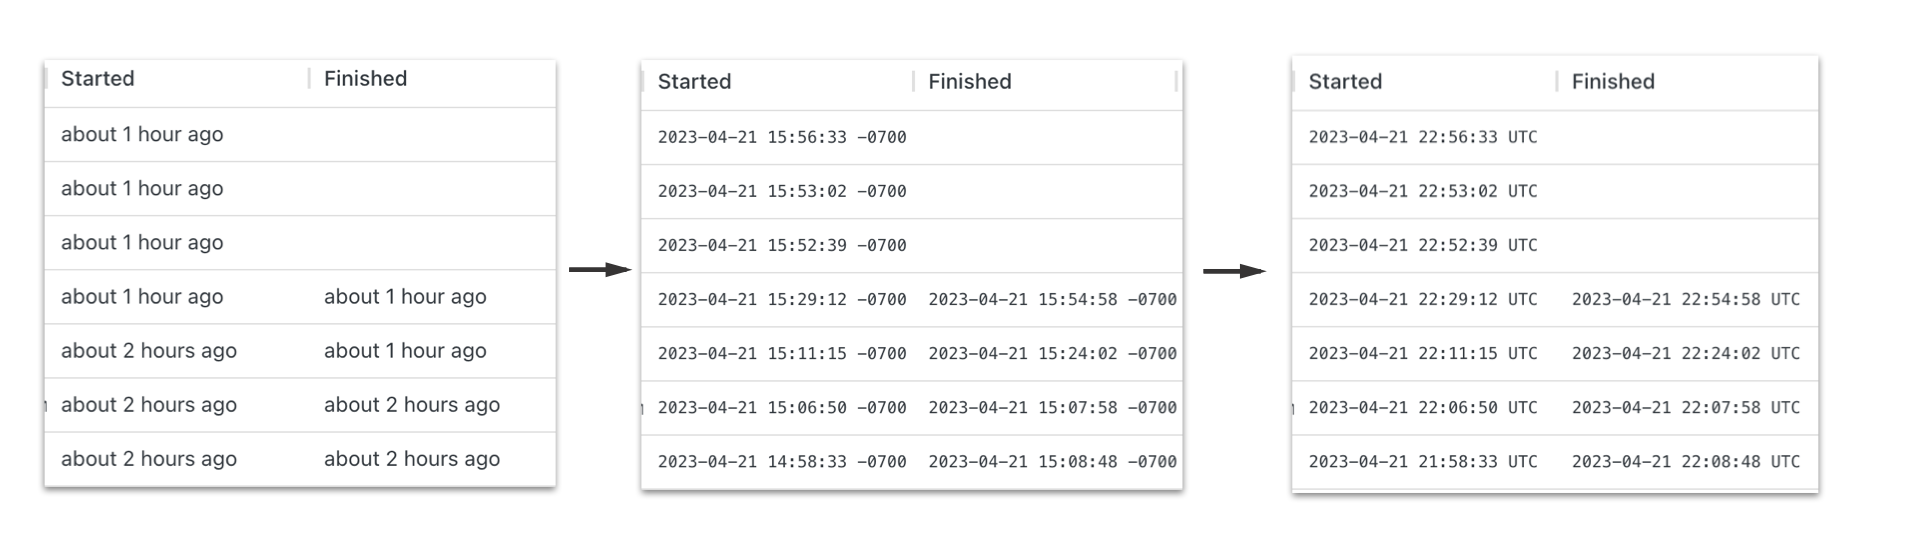 Started Finished
about 1 hour ago
about 1 hour ago
about 1 hour ago
about 1 hour ago about 1 hour ago
about 2 hours ago about 1 hour ago
about 2 hours ago about 2 hours ago
about 2 hours ago about 2 hours ago
Started Finished
2023-04-21 15:56:33 -0700
2023-04-21 15:53:02 -0700
2023-04-21 15:52:39 -0700
2023-04-21 15:29:12 -0700 2023-04-21 15:54:58 -0700
2023-04-21 15:11:15 -0700 2023-04-21 15:24:02 -0700
2023-04-21 15:06:50 -0700 2023-04-21 15:07:58 -0700
2023-04-21 14:58:33 -0700 2023-04-21 15:08:48 -0700
Started Finished
2023-04-21 22:56:33 UTC
2023-04-21 22:53:02 UTC
2023-04-21 22:52:39 UTC
2023-04-21 22:29:12 UTC 2023-04-21 22:54:58 UTC
2023-04-21 22:11:15 UTC 2023-04-21 22:24:02 UTC
2023-04-21 22:06:50 UTC 2023-04-21 22:07:58 UTC
2023-04-21 21:58:33 UTC 2023-04-21 22:08:48 UTC